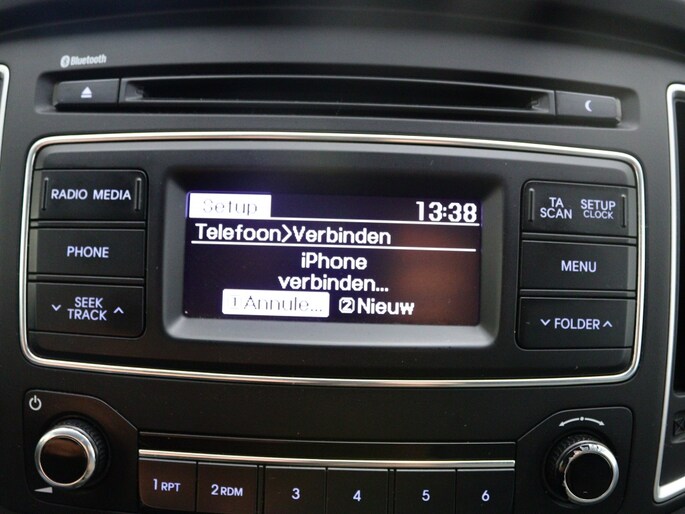 Bluetooth
RADIO MEDIA
PHONE
SEEK
TRACK
Setup
13:38
Telefoon>Verbinden
iPhone
verbinden...
1 Annule...
2 Nieuw
TA
SCAN
SETUP
CLOCK
MENU
FOLDER
1 RPT
2 RDM
3
4
5
6